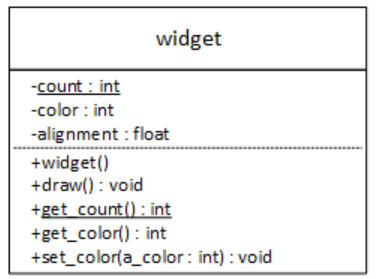 widget
-count : int
-color : int
-alignment : float
+widget()
+draw() : void
+get_count() : int
+get_color() : int
+set_color(a_color : int) : void